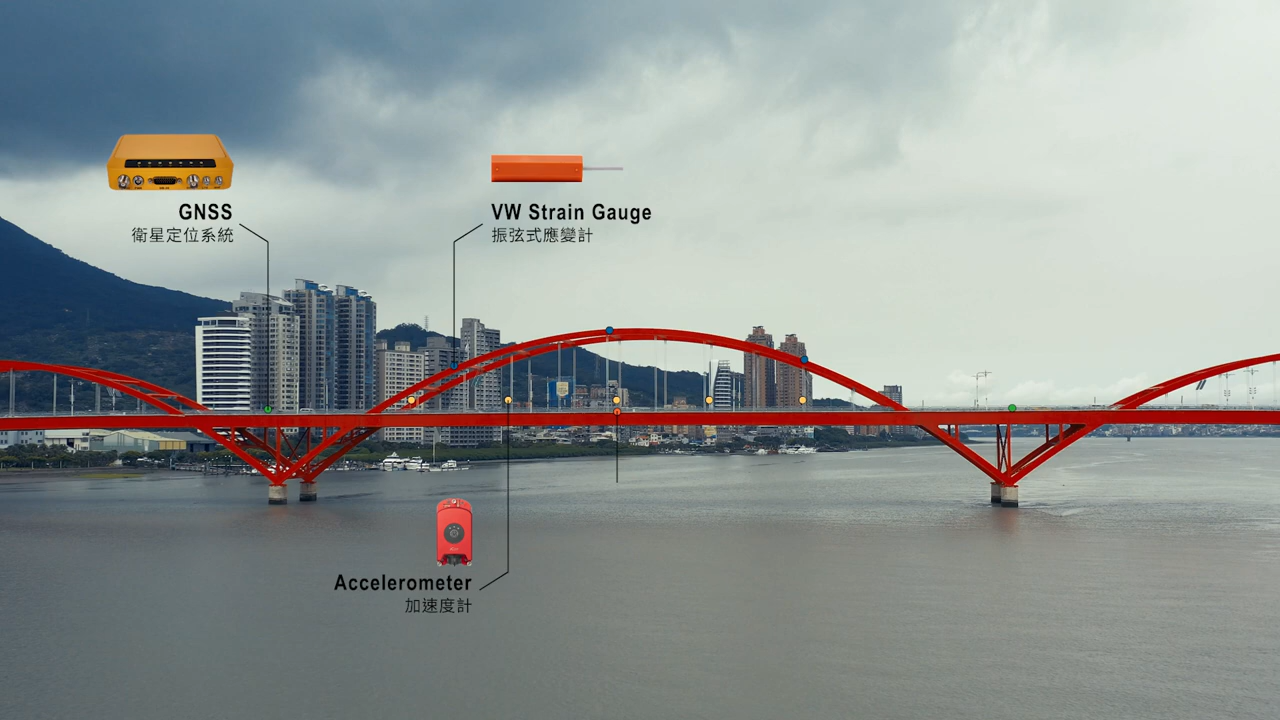 GNSS
衛星定位系統
VW Strain Gauge
振弦式應變計
Accelerometer
加速度計